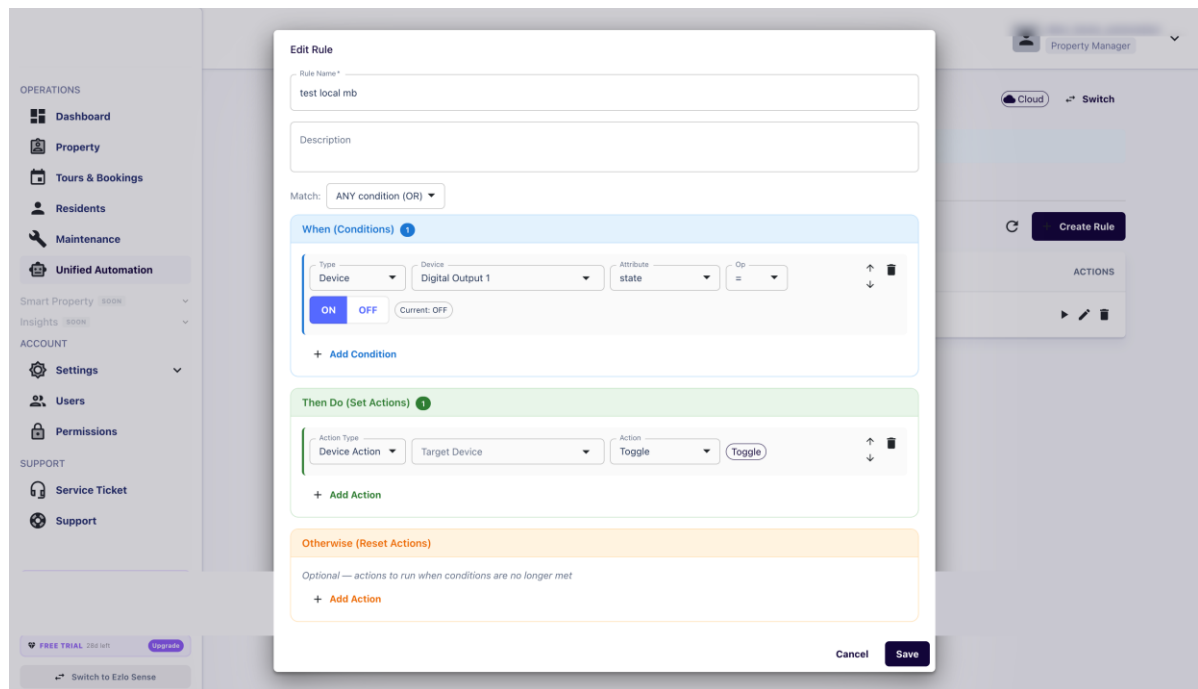 Edit Rule
Property Manager
Rule Name*
test local mb
Description
Match: ANY condition (OR)
When (Conditions) 1
Type
Device
Device
Digital Output 1
Attribute
state
Op
=
ON OFF Current: OFF
+ Add Condition
Then Do (Set Actions) 1
Action Type
Device Action
Target Device
Action
Toggle
Toggle
+ Add Action
Otherwise (Reset Actions)
Optional — actions to run when conditions are no longer met
+ Add Action
Cancel Save
OPERATIONS
Dashboard
Property
Tours & Bookings
Residents
Maintenance
Unified Automation
Smart Property SOON
Insights SOON
ACCOUNT
Settings
Users
Permissions
SUPPORT
Service Ticket
Support
FREE TRIAL 28d left Upgrade
Switch to Ezlo Sense
Cloud Switch
+ Create Rule
ACTIONS